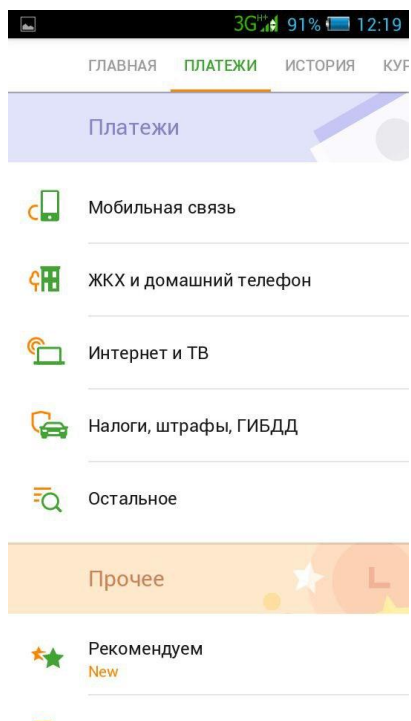 3G H+ 91% 12:19
ГЛАВНАЯ ПЛАТЕЖИ ИСТОРИЯ КУР
Платежи
Мобильная связь
ЖКХ и домашний телефон
Интернет и ТВ
Налоги, штрафы, ГИБДД
Остальное
Прочее
Рекомендуем
New